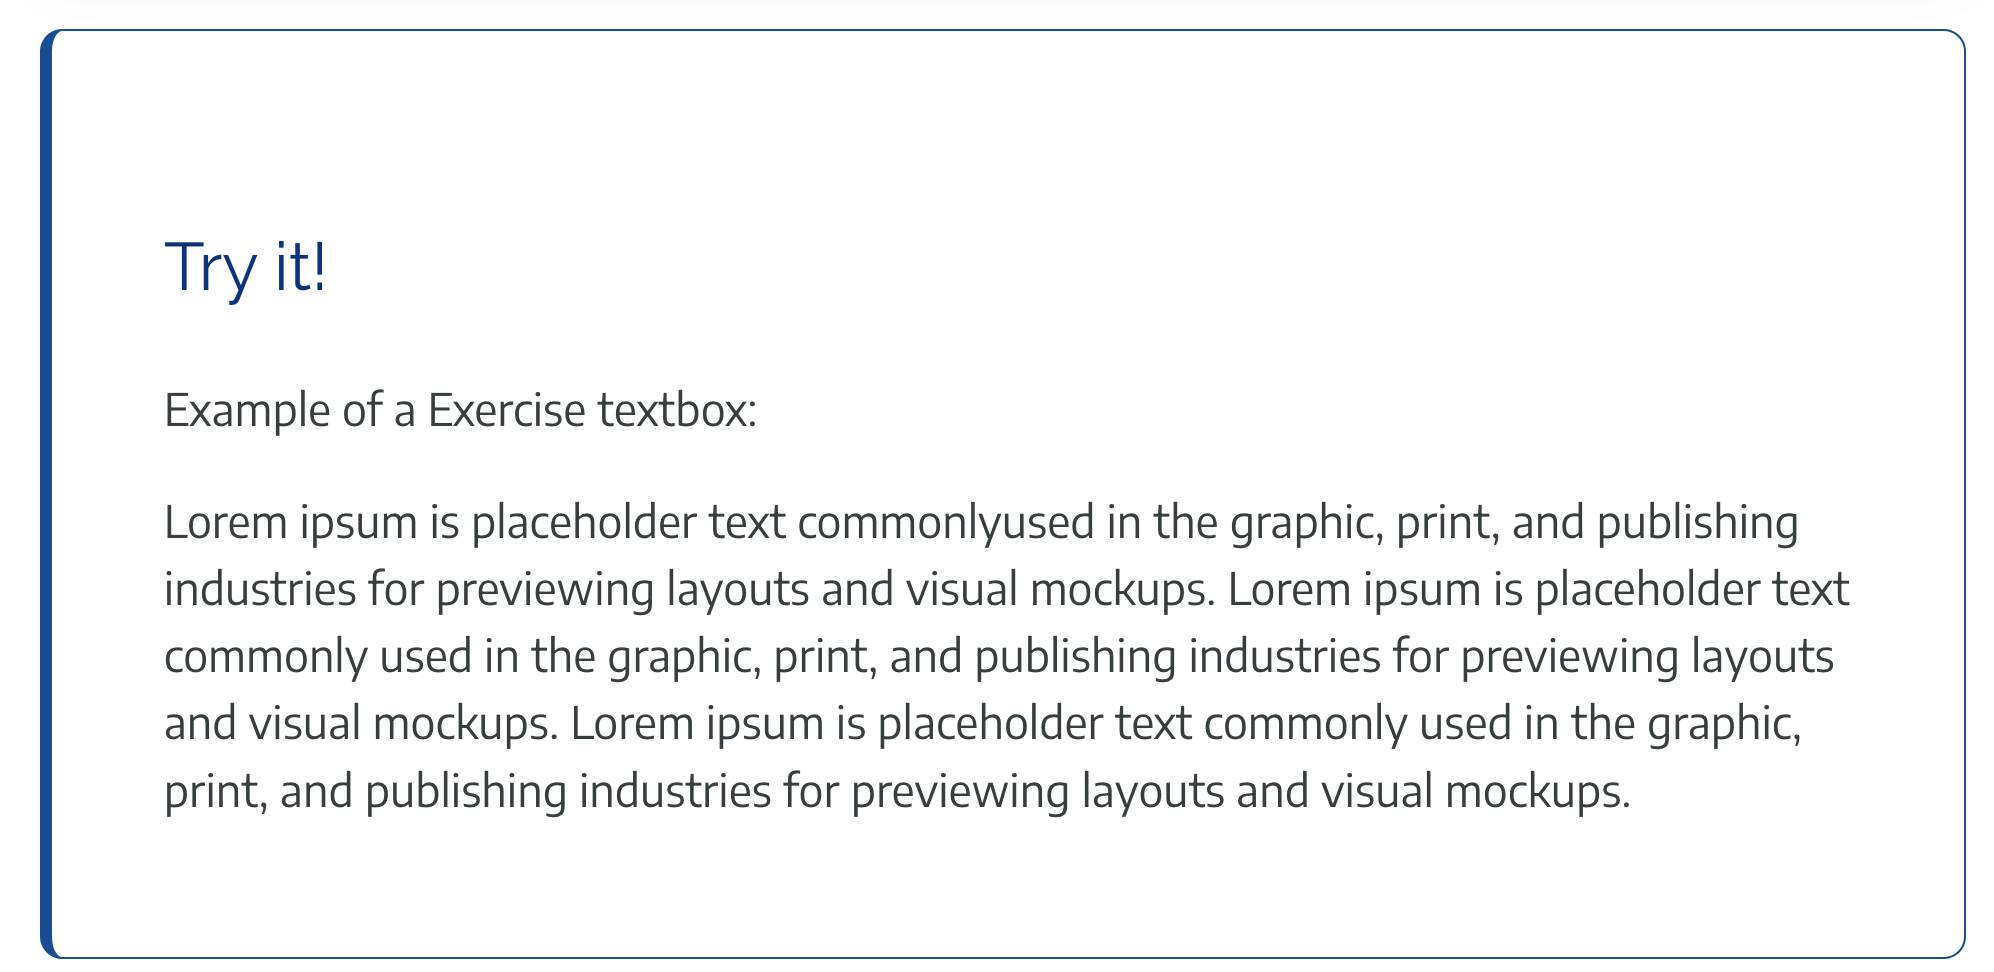 Try it!
Example of a Exercise textbox:
Lorem ipsum is placeholder text commonlyused in the graphic, print, and publishing
industries for previewing layouts and visual mockups. Lorem ipsum is placeholder text
commonly used in the graphic, print, and publishing industries for previewing layouts
and visual mockups. Lorem ipsum is placeholder text commonly used in the graphic,
print, and publishing industries for previewing layouts and visual mockups.